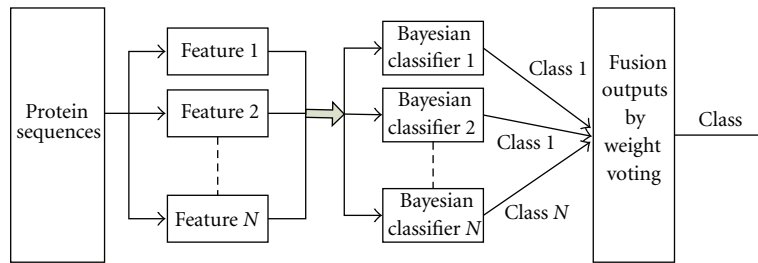 Protein
sequences
Feature 1
Feature 2
Feature N
Bayesian
classifier 1
Bayesian
classifier 2
Bayesian
classifier N
Class 1
Class 1
Class N
Fusion
outputs
by
weight
voting
Class